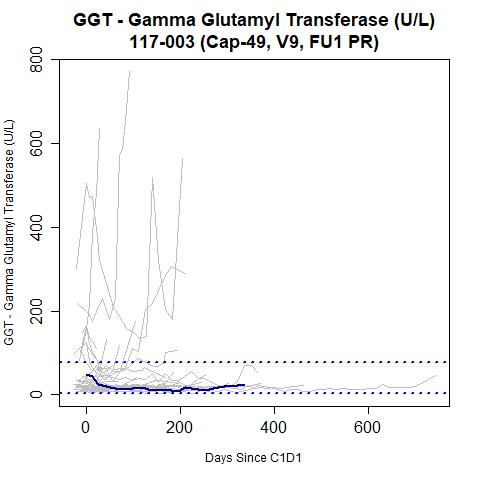 GGT - Gamma Glutamyl Transferase (U/L)
117-003 (Cap-49, V9, FU1 PR)
GGT - Gamma Glutamyl Transferase (U/L)
800
600
400
200
0
0 200 400 600
Days Since C1D1